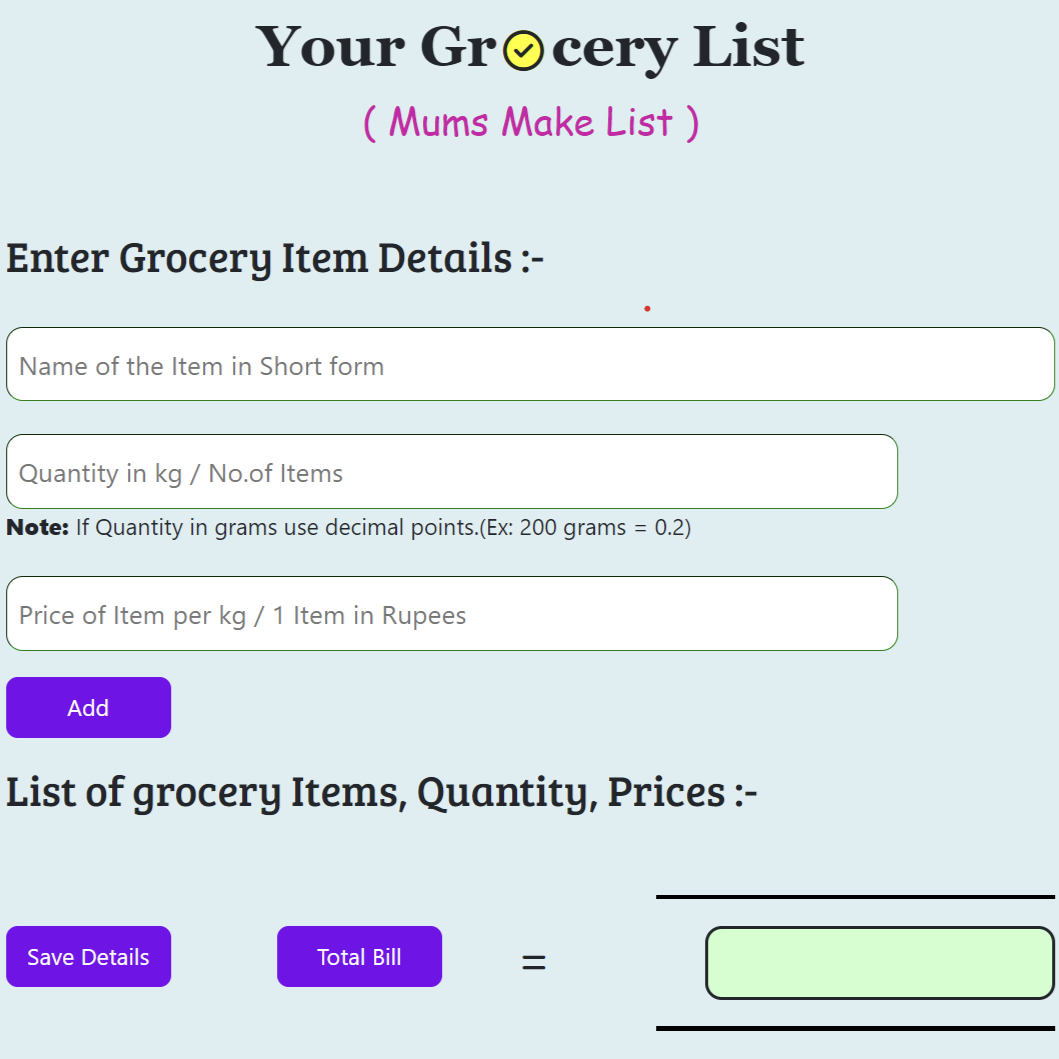 Your Grocery List
( Mums Make List )
Enter Grocery Item Details :-
Name of the Item in Short form
Quantity in kg / No.of Items
Note: If Quantity in grams use decimal points.(Ex: 200 grams = 0.2)
Price of Item per kg / 1 Item in Rupees
Add
List of grocery Items, Quantity, Prices :-
Save Details Total Bill =